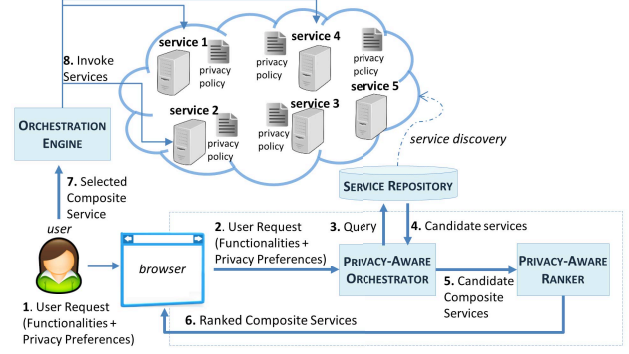 service 1
service 4
privacy
policy
privacy
policy
privacy
pclicy
8. Invoke
Services
service 2
service 3
service 5
privacy
policy
privacy
policy
ORCHESTRATION
ENGINE
service discovery
7. Selected
Composite
Service
SERVICE REPOSITORY
user
2. User Request
(Functionalities +
Privacy Preferences)
3. Query
4. Candidate services
browser
PRIVACY-AWARE
ORCHESTRATOR
PRIVACY-AWARE
RANKER
5. Candidate
Composite
Services
1. User Request
(Functionalities +
Privacy Preferences)
6. Ranked Composite Services